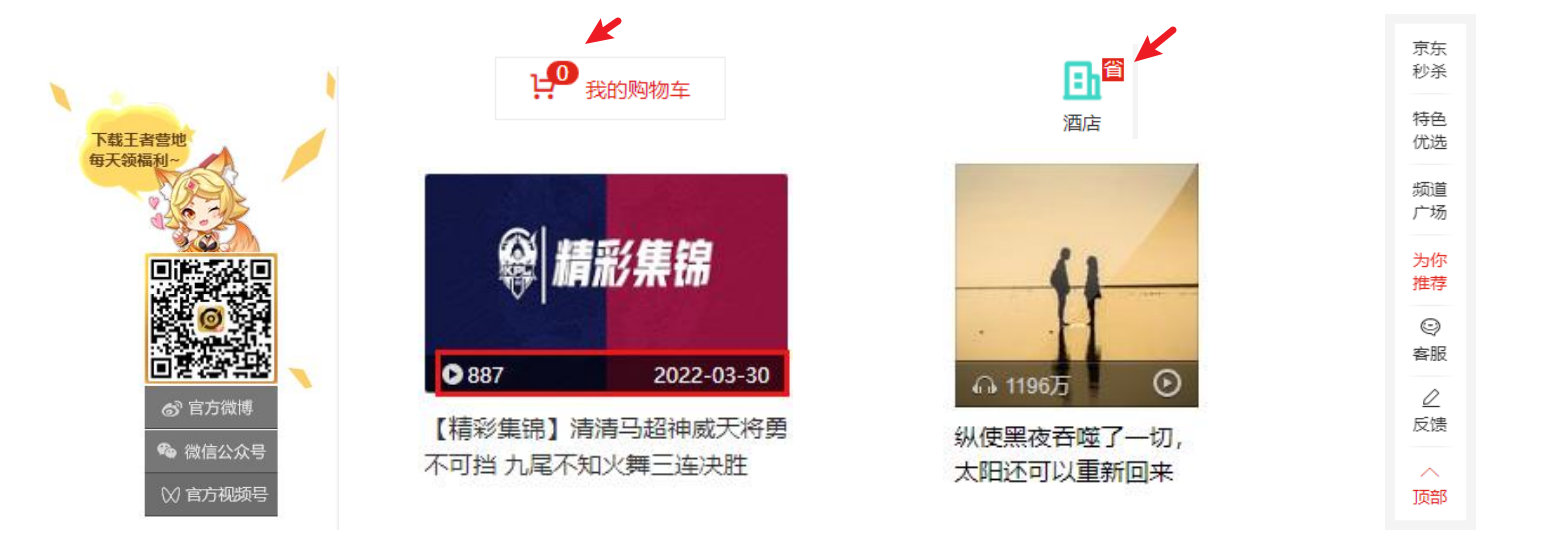 下载王者营地
每天领福利~
官方微博
微信公众号
官方视频号
0
我的购物车
KPL
精彩集锦
887 2022-03-30
【精彩集锦】清清马超神威天将勇
不可挡 九尾不知火舞三连决胜
省
酒店
1196万
纵使黑夜吞噬了一切，
太阳还可以重新回来
京东
秒杀
特色
优选
频道
广场
为你
推荐
客服
反馈
顶部